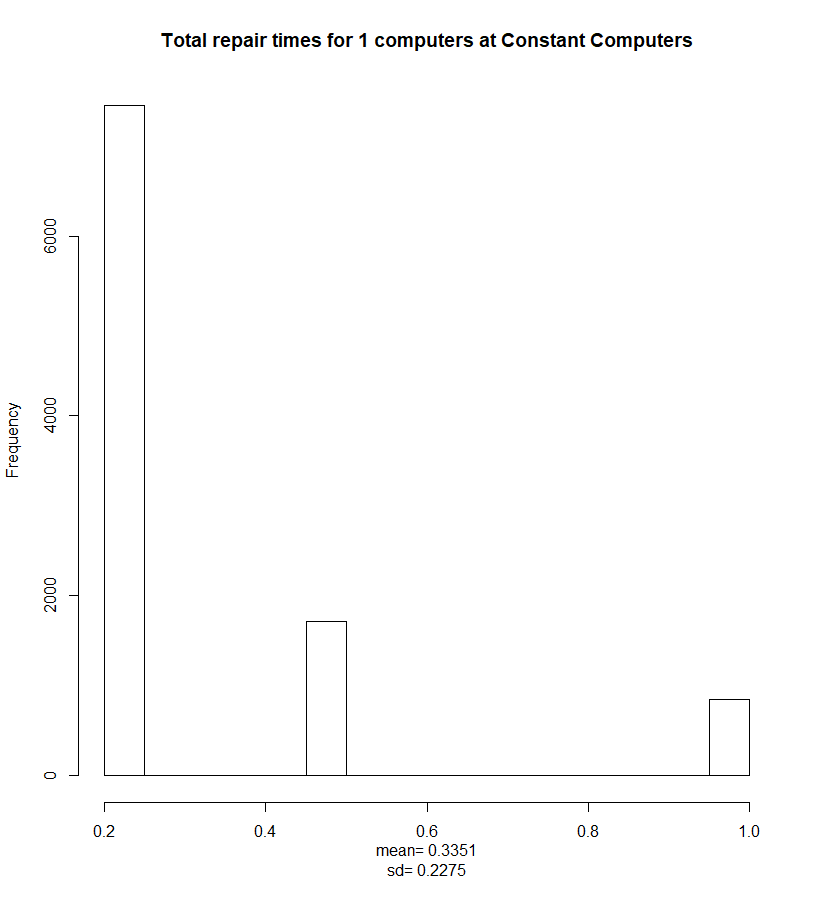 Total repair times for 1 computers at Constant Computers
Frequency
6000
4000
2000
0
0.2 0.4 0.6 0.8 1.0
mean= 0.3351
sd= 0.2275